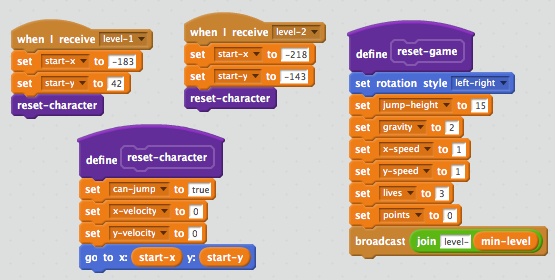 when I receive level-1
set start-x to -183
set start-y to 42
reset-character
when I receive level-2
set start-x to -218
set start-y to -143
reset-character
define reset-character
set can-jump to true
set x-velocity to 0
set y-velocity to 0
go to x: start-x y: start-y
define reset-game
set rotation style left-right
set jump-height to 15
set gravity to 2
set x-speed to 1
set y-speed to 1
set lives to 3
set points to 0
broadcast join level- min-level